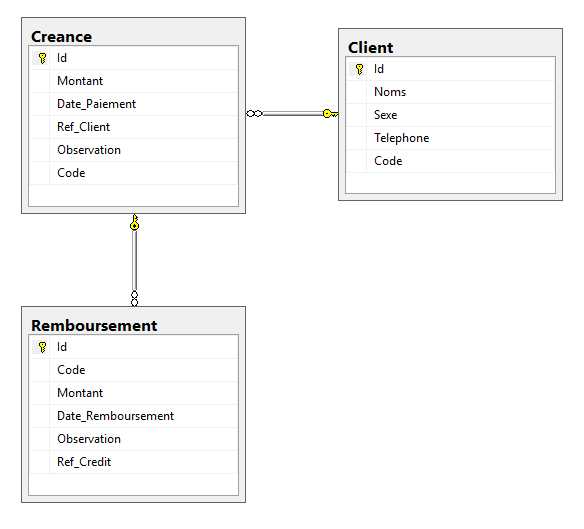 Creance
Id
Montant
Date_Paiement
Ref_Client
Observation
Code
Client
Id
Noms
Sexe
Telephone
Code
Remboursement
Id
Code
Montant
Date_Remboursement
Observation
Ref_Credit